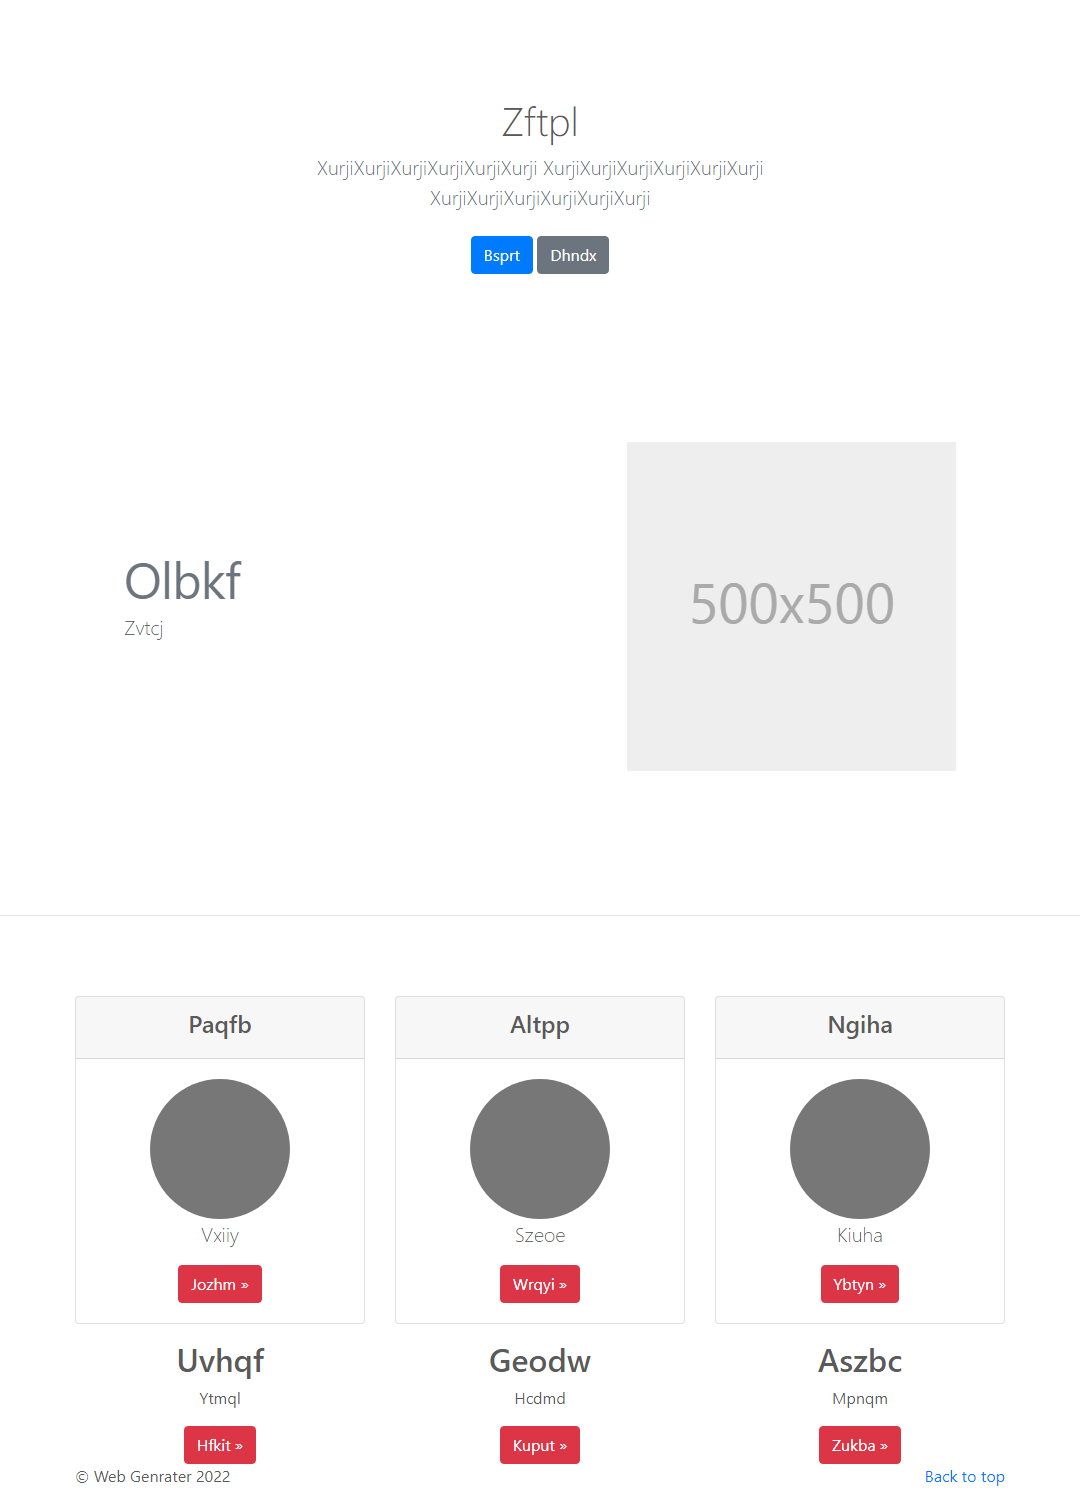 Zftpl
XurjiXurjiXurjiXurjiXurjiXurji XurjiXurjiXurjiXurjiXurjiXurji
XurjiXurjiXurjiXurjiXurjiXurji
Bsprt Dhndx
Olbkf
Zvtcj
500x500
Paqfb Altpp Ngiha
Vxiiy Szeoe Kiuha
Jozhm » Wrqyi » Ybtyn »
Uvhqf Geodw Aszbc
Ytmql Hcdmd Mpnqm
Hfkit » Kuput » Zukba »
© Web Genrater 2022 Back to top